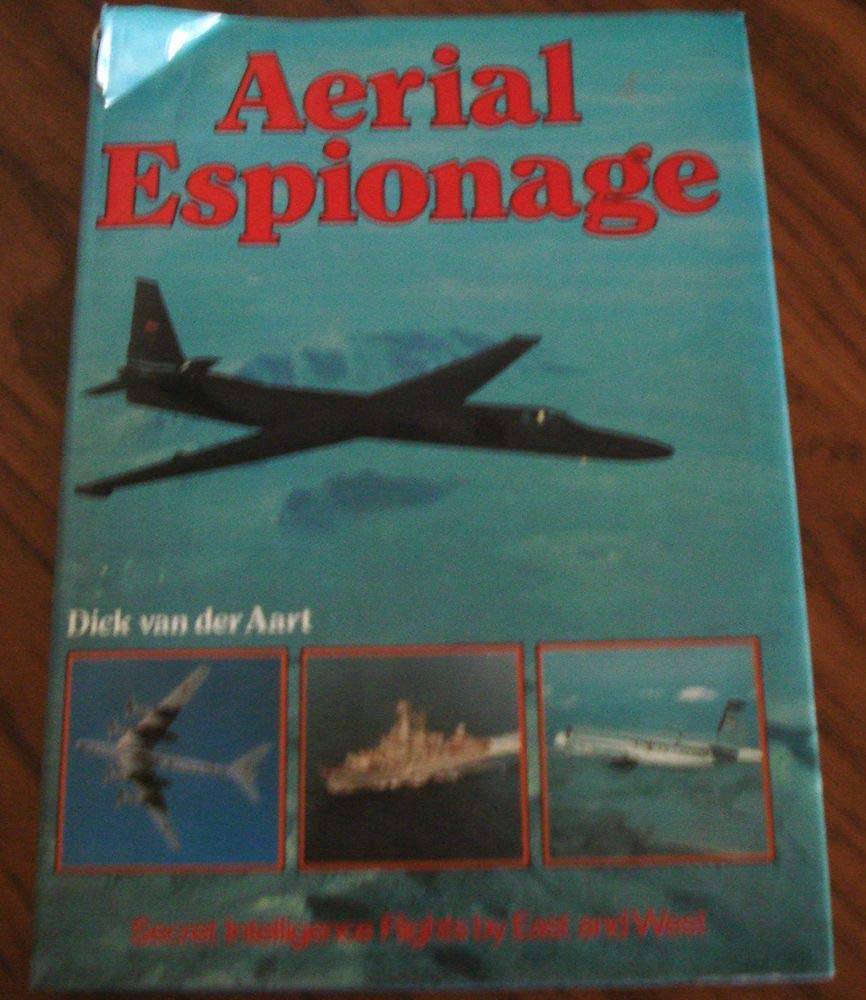 Aerial
Espionage
Dick van der Aart
Secret Intelligence Flights by East and West